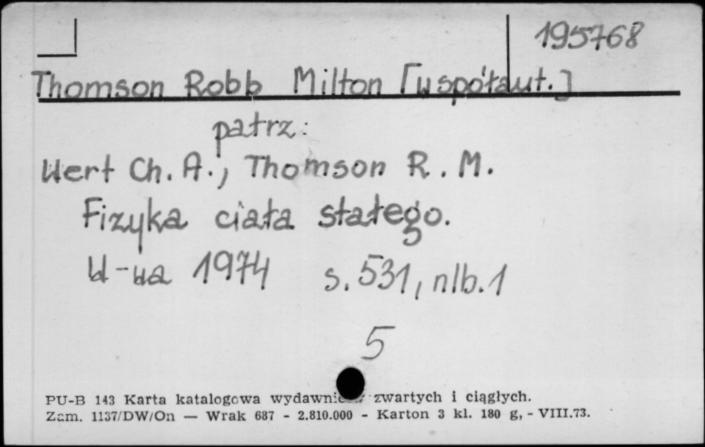 195768
Thomson Robb Milton [współaut.]
patrz:
Wert Ch. A., Thomson R. M.
Fizyka ciała stałego.
W-wa 1974 s. 531, nlb. 1
5
PU-B 143 Karta katalogowa wydawnictw zwartych i ciągłych.
Zam. 1137/DW/On — Wrak 687 - 2.810.000 - Karton 3 kl. 180 g, - VIII.73.